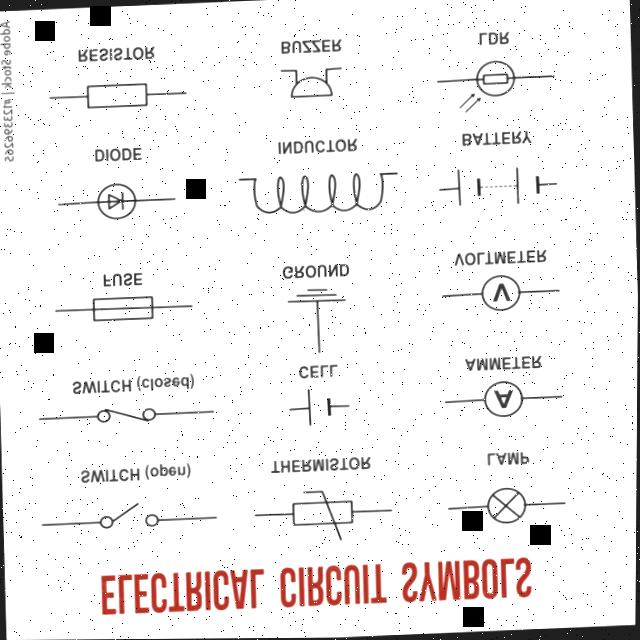 ELECTRICAL CIRCUIT SYMBOLS
SWITCH (open)
THERMISTOR
LAMP
SWITCH (closed)
CELL
A
AMMETER
FUSE
GROUND
V
VOLTMETER
DIODE
INDUCTOR
BATTERY
RESISTOR
BUZZER
LDR
Adobe Stock | #123396265